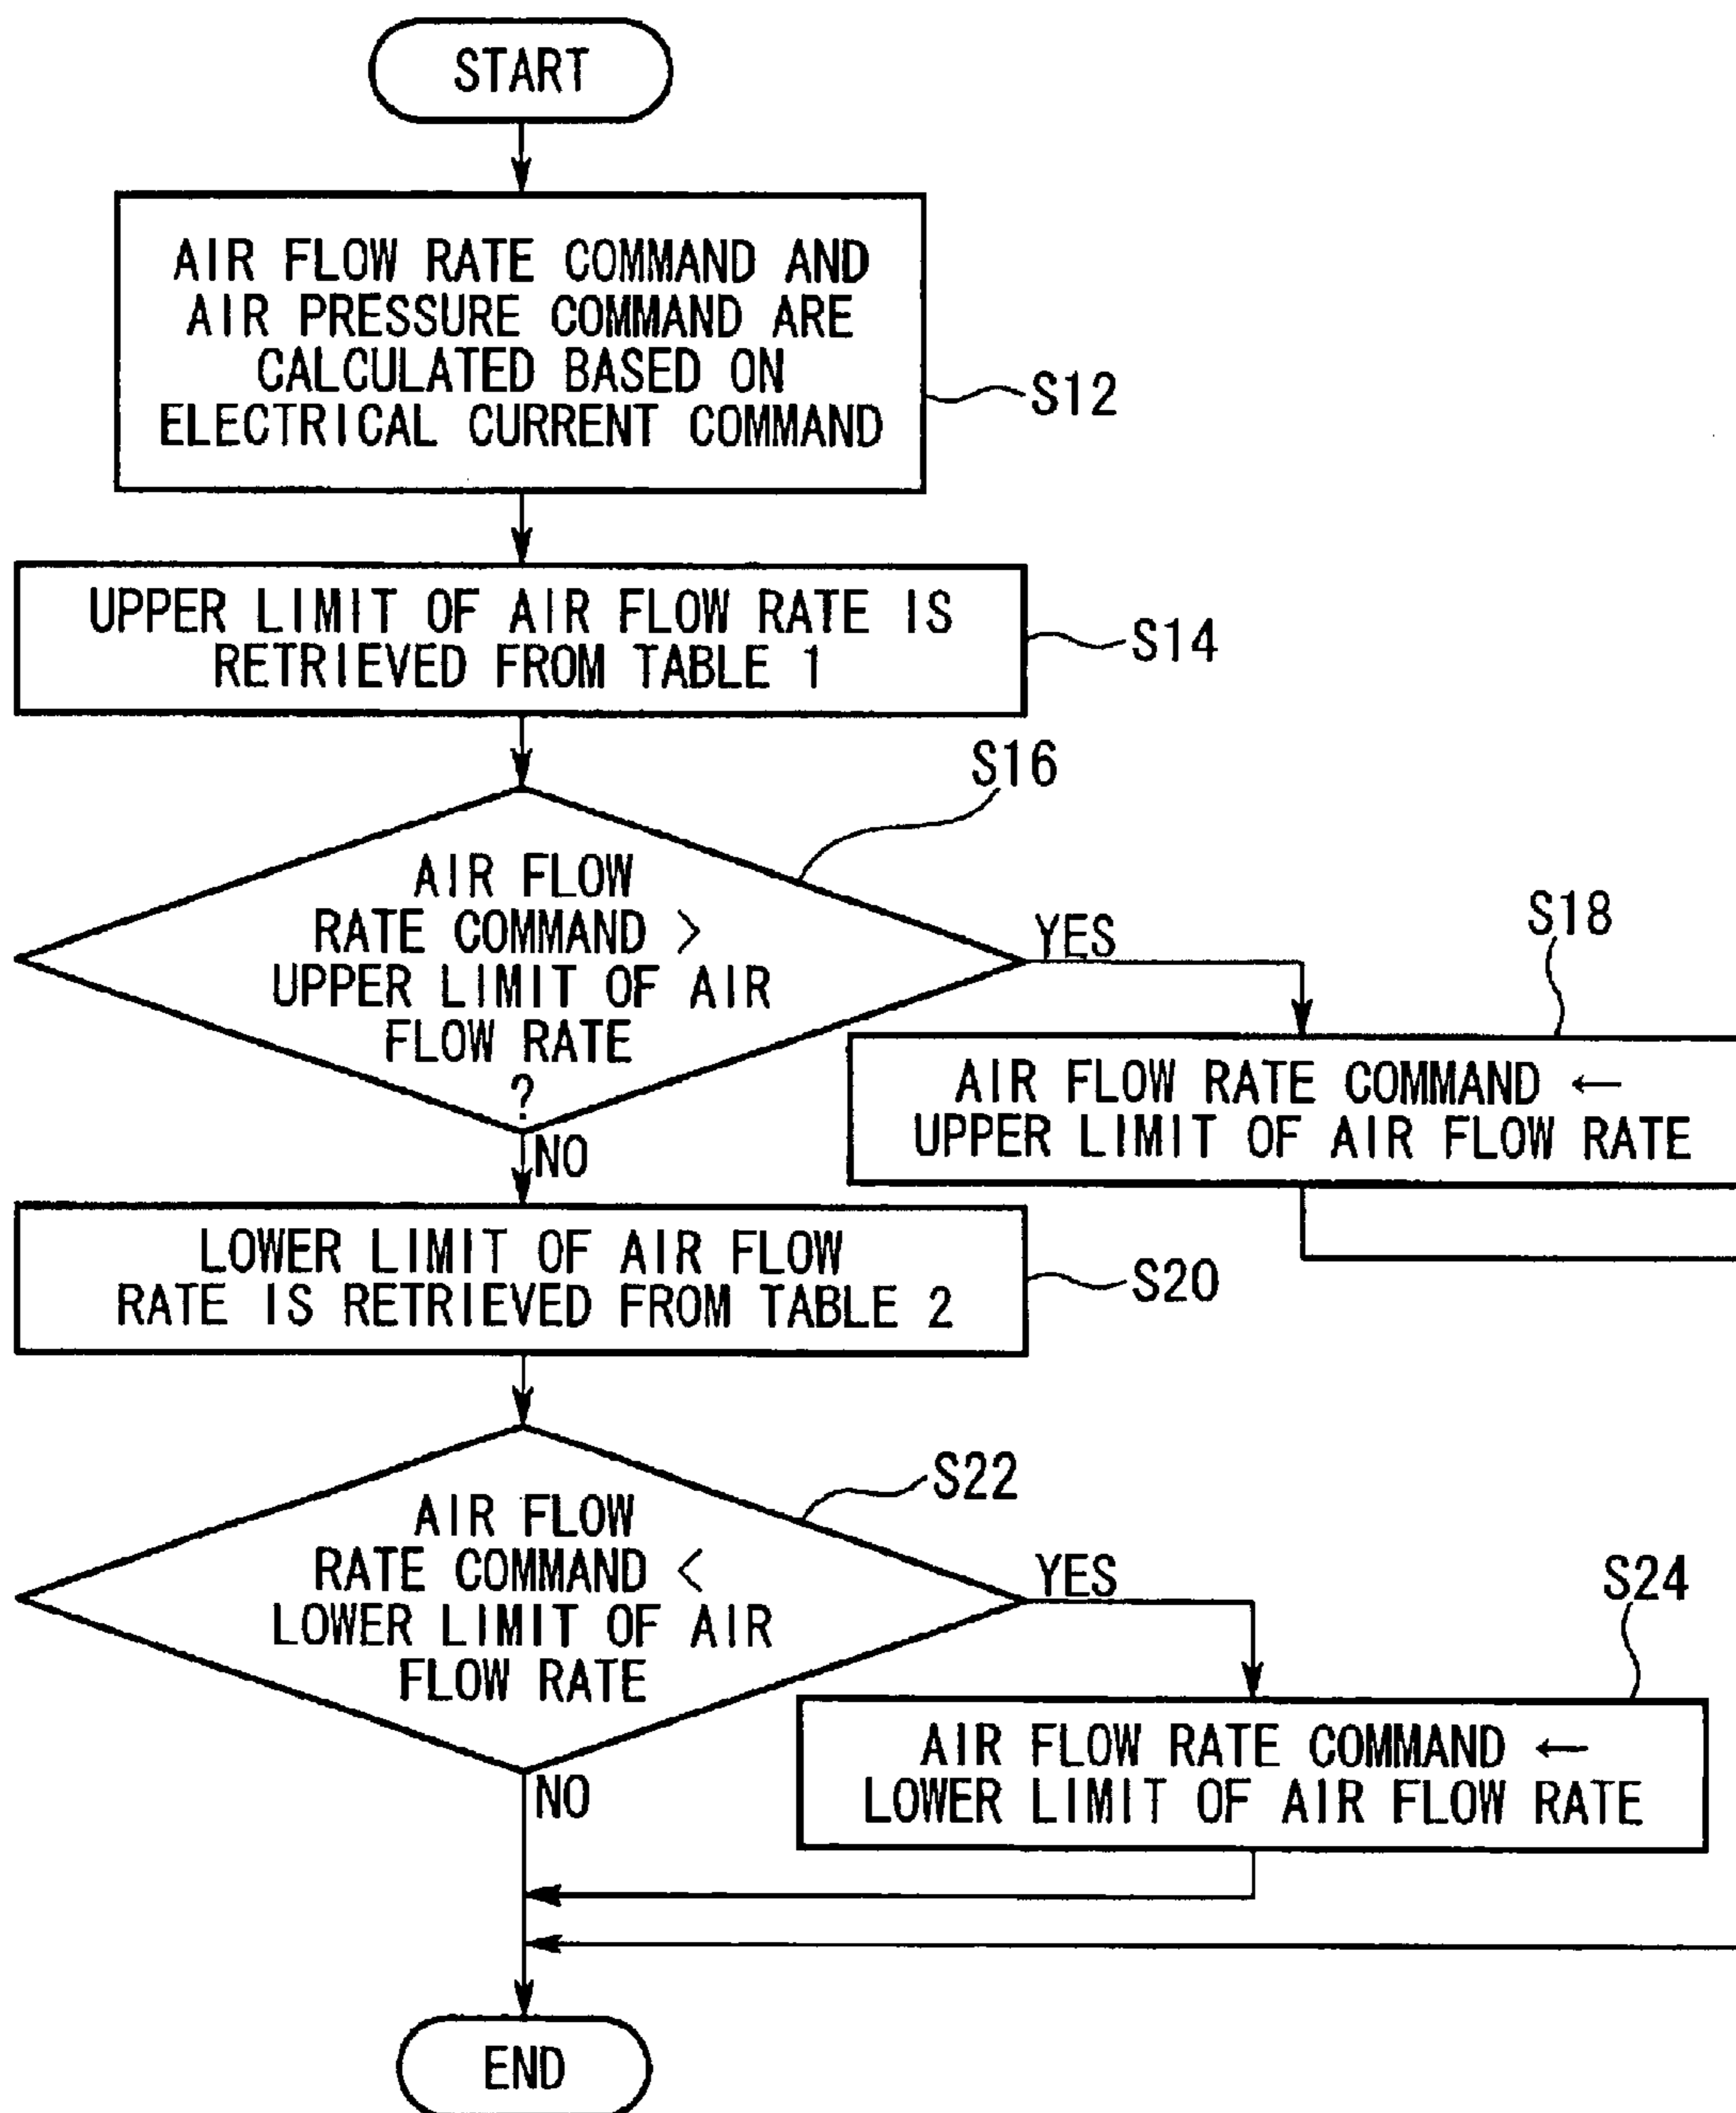 START
AIR FLOW RATE COMMAND AND
AIR PRESSURE COMMAND ARE
CALCULATED BASED ON
ELECTRICAL CURRENT COMMAND
S12
UPPER LIMIT OF AIR FLOW RATE IS
RETRIEVED FROM TABLE 1
S14
S16
AIR FLOW
RATE COMMAND >
UPPER LIMIT OF AIR
FLOW RATE
?
YES
NO
S18
AIR FLOW RATE COMMAND ←
UPPER LIMIT OF AIR FLOW RATE
LOWER LIMIT OF AIR FLOW
RATE IS RETRIEVED FROM TABLE 2
S20
S22
AIR FLOW
RATE COMMAND <
LOWER LIMIT OF AIR
FLOW RATE
YES
NO
S24
AIR FLOW RATE COMMAND ←
LOWER LIMIT OF AIR FLOW RATE
END